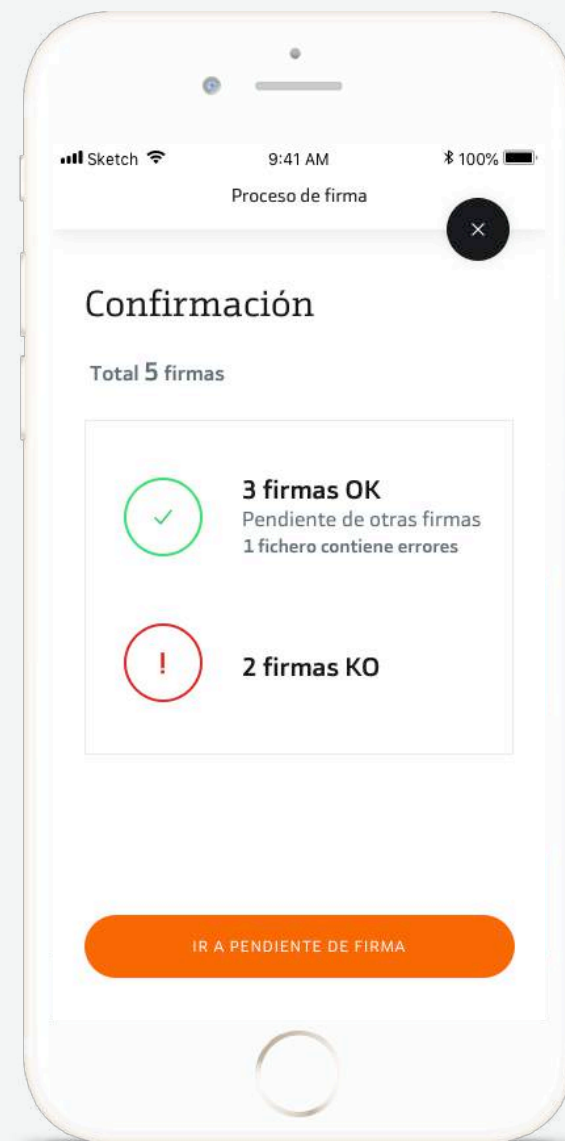 Sketch 9:41 AM 100%
Proceso de firma
Confirmación
Total 5 firmas
3 firmas OK
Pendiente de otras firmas
1 fichero contiene errores
!
2 firmas KO
IR A PENDIENTE DE FIRMA